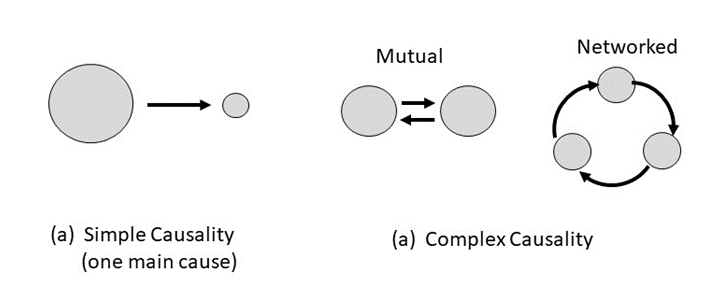 Mutual
Networked
(a) Simple Causality
(one main cause)
(a) Complex Causality